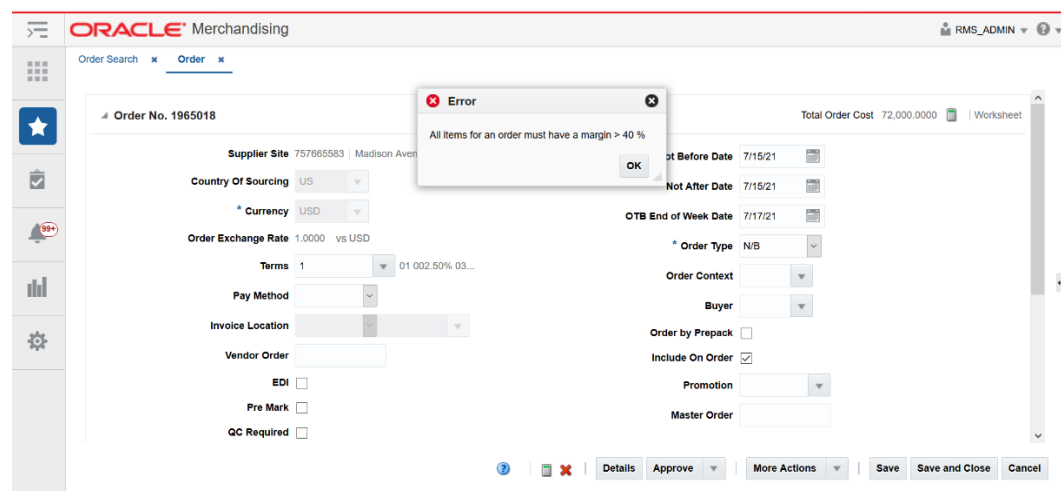 ORACLE® Merchandising
RMS_ADMIN
Order Search × Order ×
Error
All items for an order must have a margin > 40 %
OK
Order No. 1965018
Total Order Cost 72,000.0000 | Worksheet
Supplier Site 757665583 | Madison Aven
ot Before Date 7/15/21
Country Of Sourcing US
Not After Date 7/15/21
* Currency USD
OTB End of Week Date 7/17/21
Order Exchange Rate 1.0000 vs USD
* Order Type N/B
Terms 1 01 002.50% 03...
Order Context
Pay Method
Buyer
Invoice Location
Order by Prepack
Vendor Order
Include On Order
EDI
Promotion
Pre Mark
Master Order
QC Required
99+
? | Details Approve | More Actions | Save Save and Close Cancel